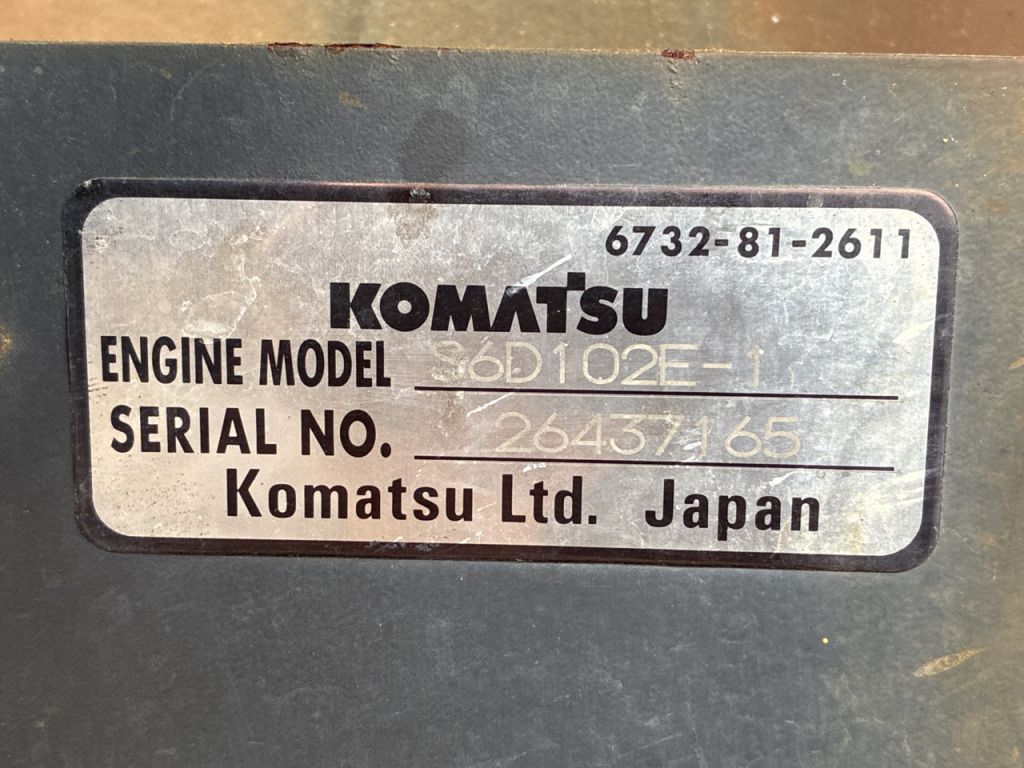 6732-81-2611
KOMATSU
ENGINE MODEL S6D102E-1
SERIAL NO. 26437165
Komatsu Ltd. Japan